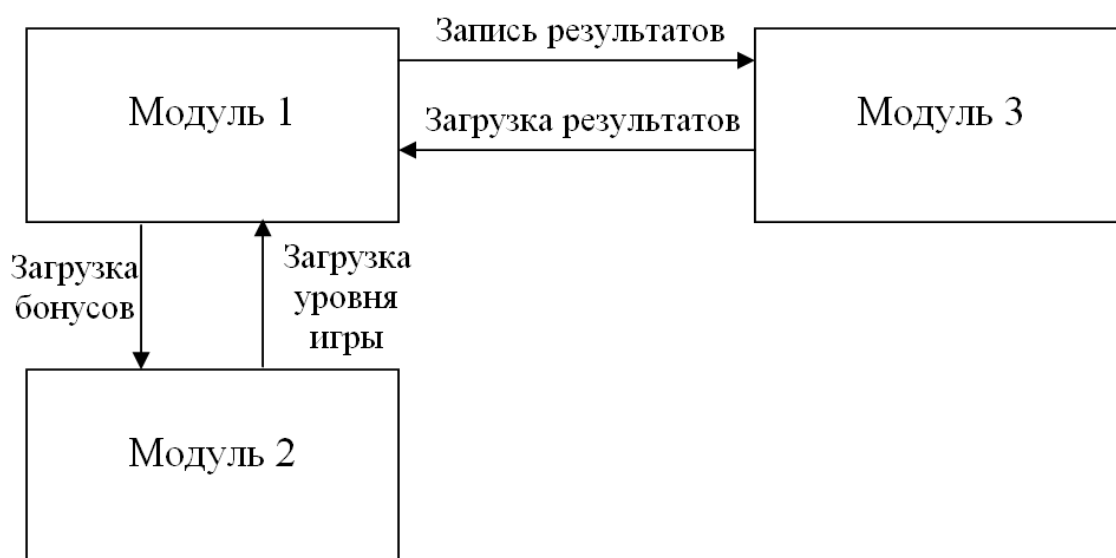 Запись результатов
Модуль 1
Модуль 3
Загрузка результатов
Загрузка
бонусов
Загрузка
уровня
игры
Модуль 2